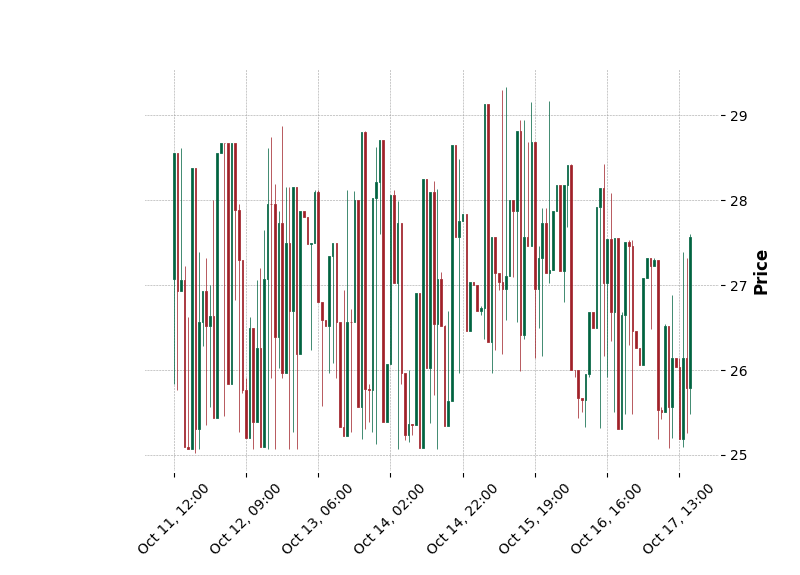 29
28
27
26
25
Price
Oct 11, 12:00
Oct 12, 09:00
Oct 13, 06:00
Oct 14, 02:00
Oct 14, 22:00
Oct 15, 19:00
Oct 16, 16:00
Oct 17, 13:00